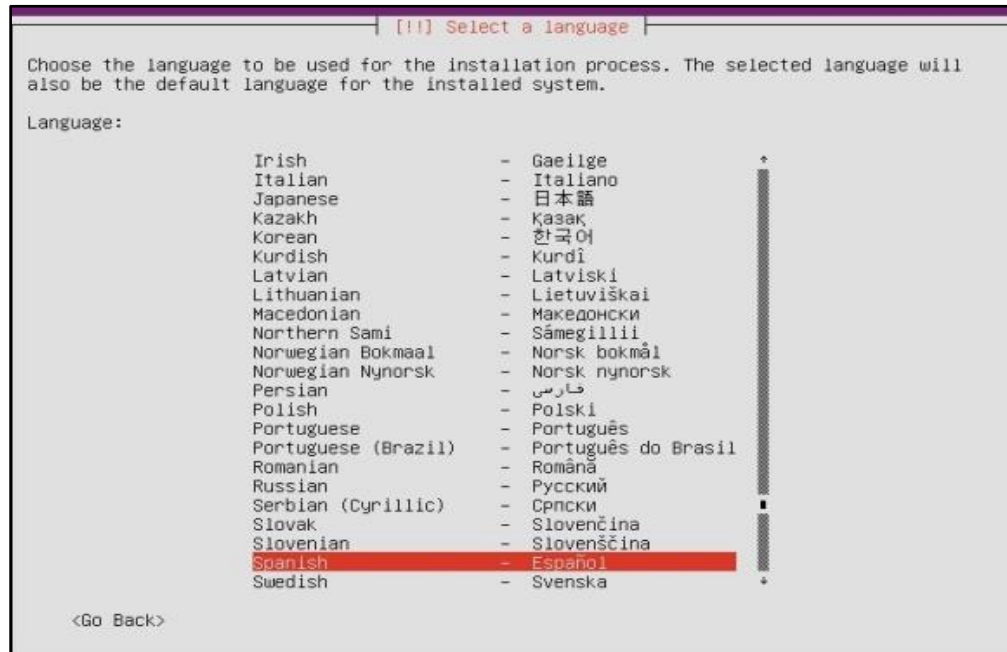 [!!] Select a language
Choose the language to be used for the installation process. The selected language will
also be the default language for the installed system.
Language:
Irish - Gaeilge
Italian - Italiano
Japanese - 日本語
Kazakh - Қазақ
Korean - 한국어
Kurdish - Kurdî
Latvian - Latviski
Lithuanian - Lietuviškai
Macedonian - Македонски
Northern Sami - Sámegillii
Norwegian Bokmaal - Norsk bokmål
Norwegian Nynorsk - Norsk nynorsk
Persian - فارسی
Polish - Polski
Portuguese - Português
Portuguese (Brazil) - Português do Brasil
Romanian - Română
Russian - Русский
Serbian (Cyrillic) - Српски
Slovak - Slovenčina
Slovenian - Slovenščina
Spanish - Español
Swedish - Svenska
<Go Back>